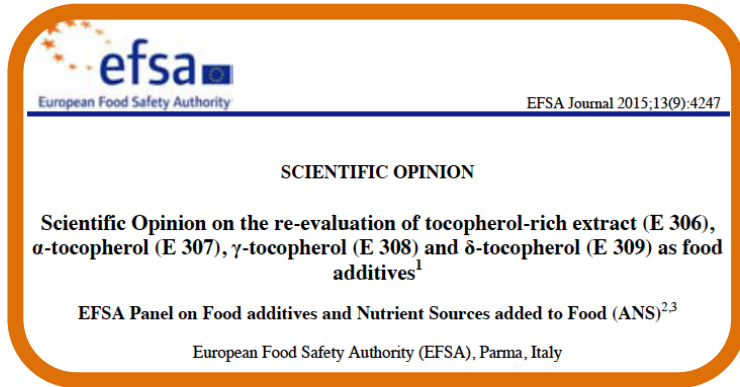 efsa
European Food Safety Authority
EFSA Journal 2015;13(9):4247
SCIENTIFIC OPINION
Scientific Opinion on the re-evaluation of tocopherol-rich extract (E 306),
α-tocopherol (E 307), γ-tocopherol (E 308) and δ-tocopherol (E 309) as food
additives¹
EFSA Panel on Food additives and Nutrient Sources added to Food (ANS)²,³
European Food Safety Authority (EFSA), Parma, Italy